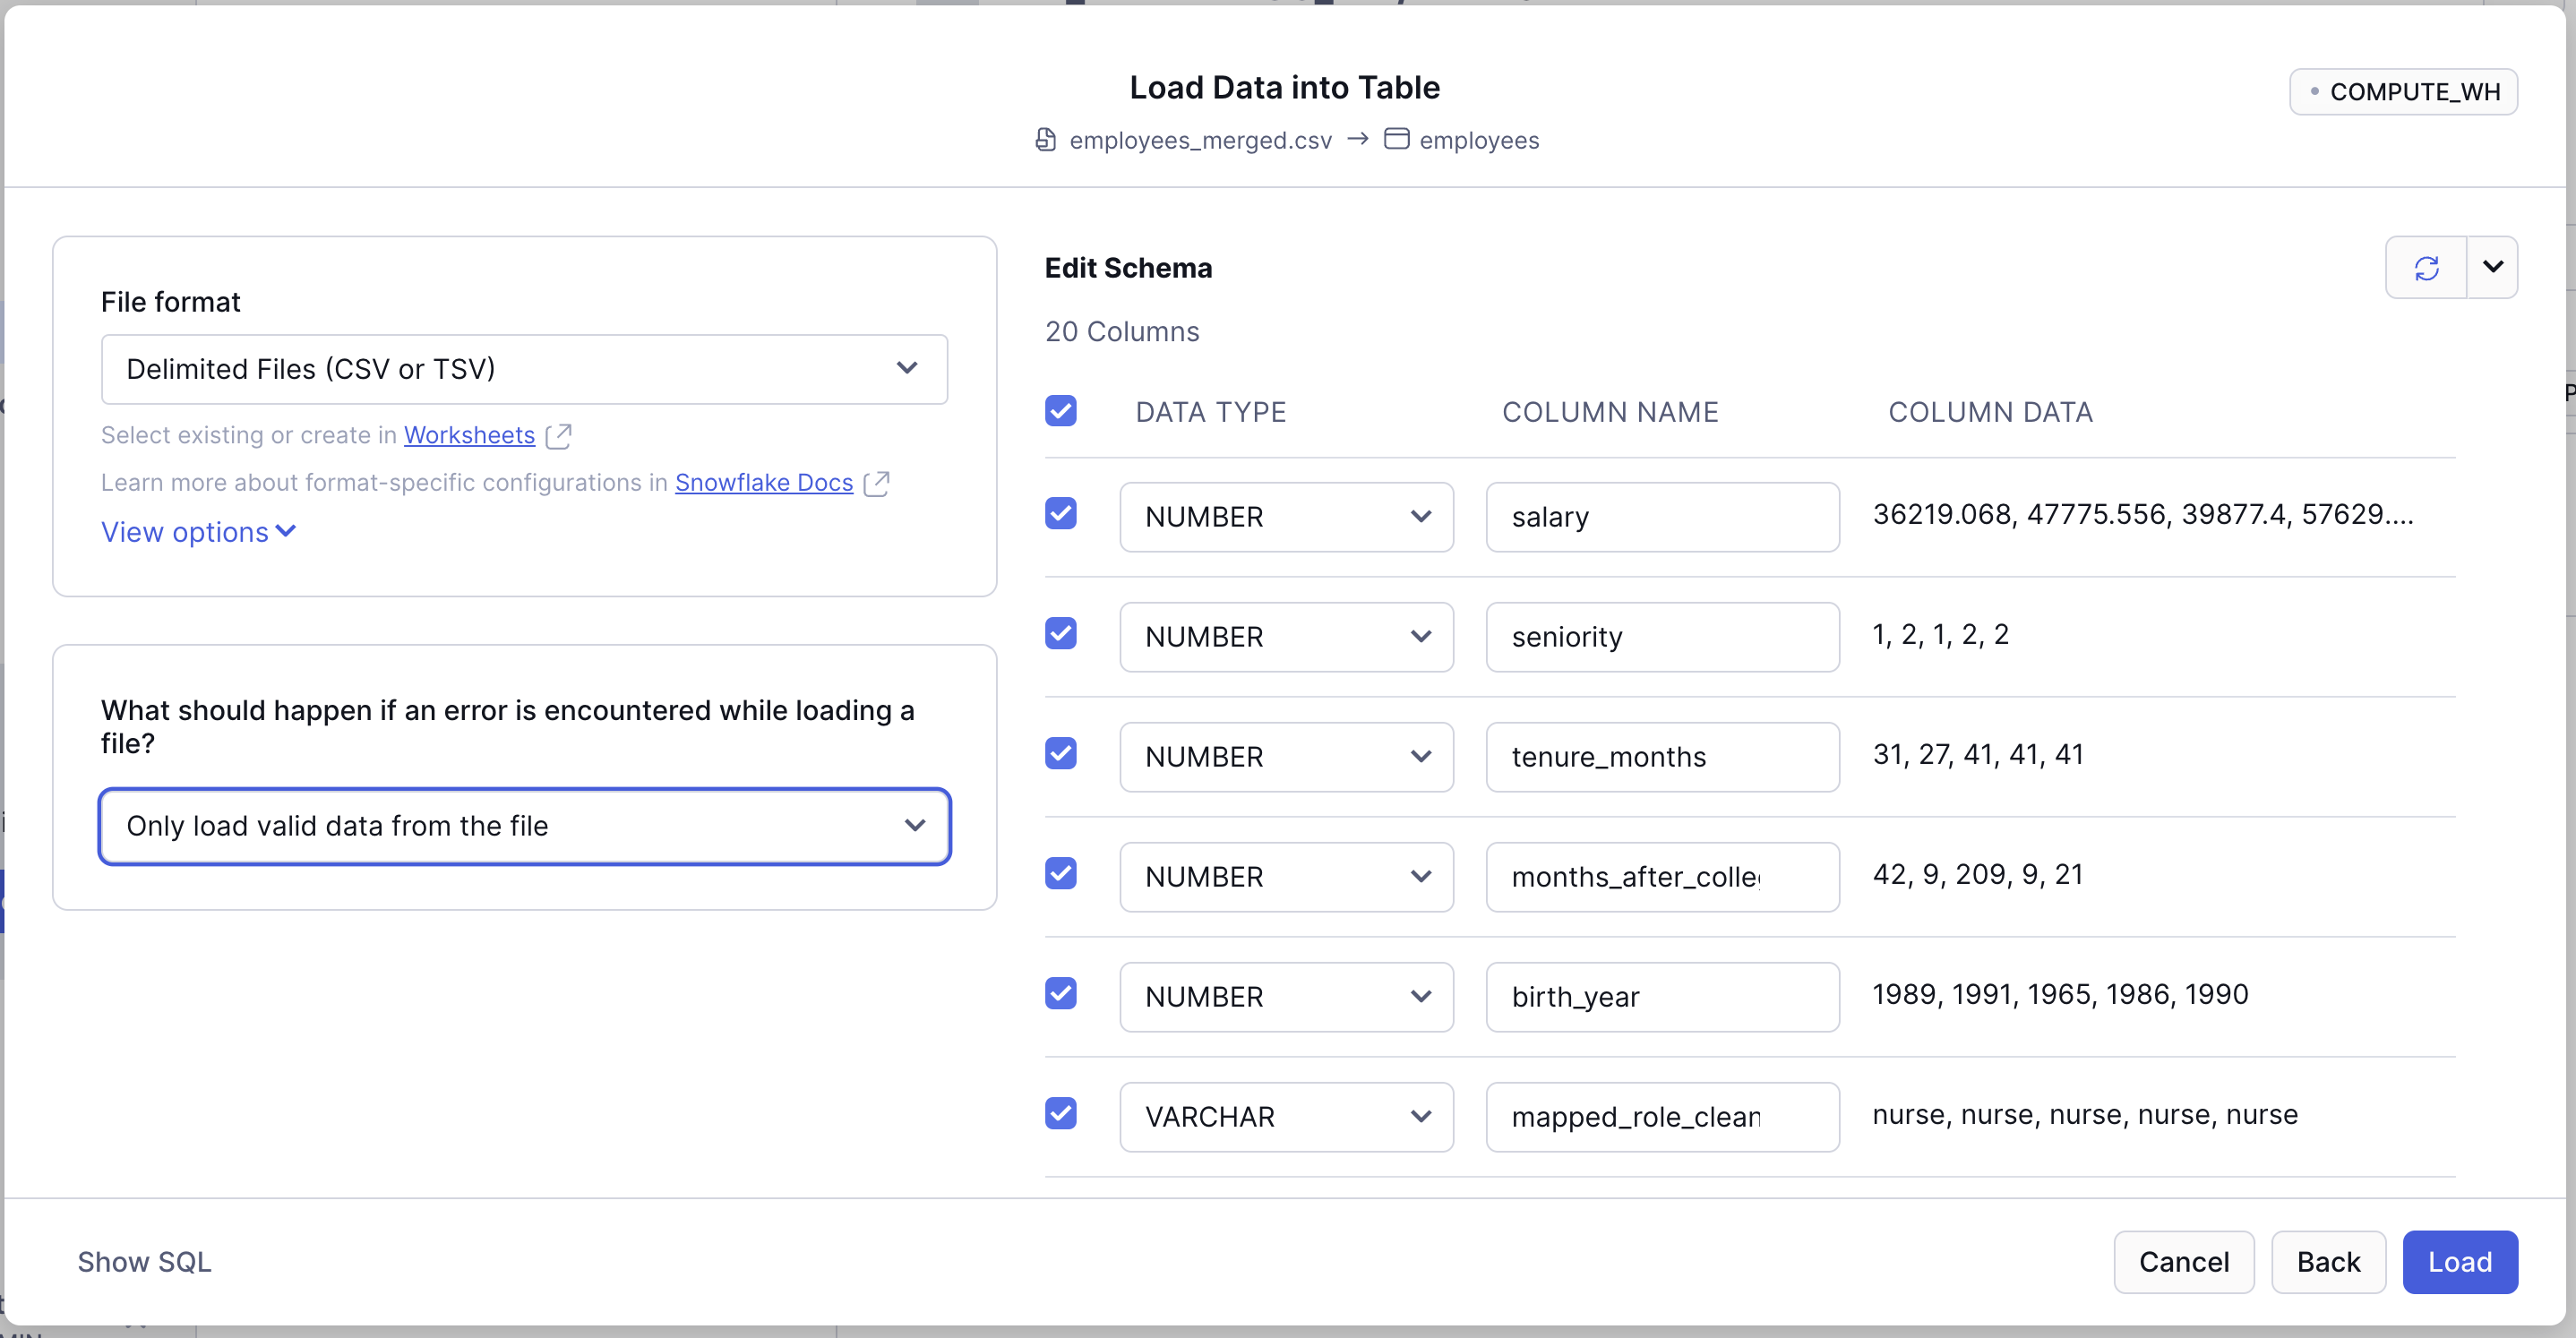 Load Data into Table
COMPUTE_WH
employees_merged.csv → employees
File format
Delimited Files (CSV or TSV)
Select existing or create in Worksheets
Learn more about format-specific configurations in Snowflake Docs
View options
What should happen if an error is encountered while loading a
file?
Only load valid data from the file
Edit Schema
20 Columns
DATA TYPE COLUMN NAME COLUMN DATA
NUMBER salary 36219.068, 47775.556, 39877.4, 57629....
NUMBER seniority 1, 2, 1, 2, 2
NUMBER tenure_months 31, 27, 41, 41, 41
NUMBER months_after_colle 42, 9, 209, 9, 21
NUMBER birth_year 1989, 1991, 1965, 1986, 1990
VARCHAR mapped_role_clean nurse, nurse, nurse, nurse, nurse
Show SQL
Cancel Back Load